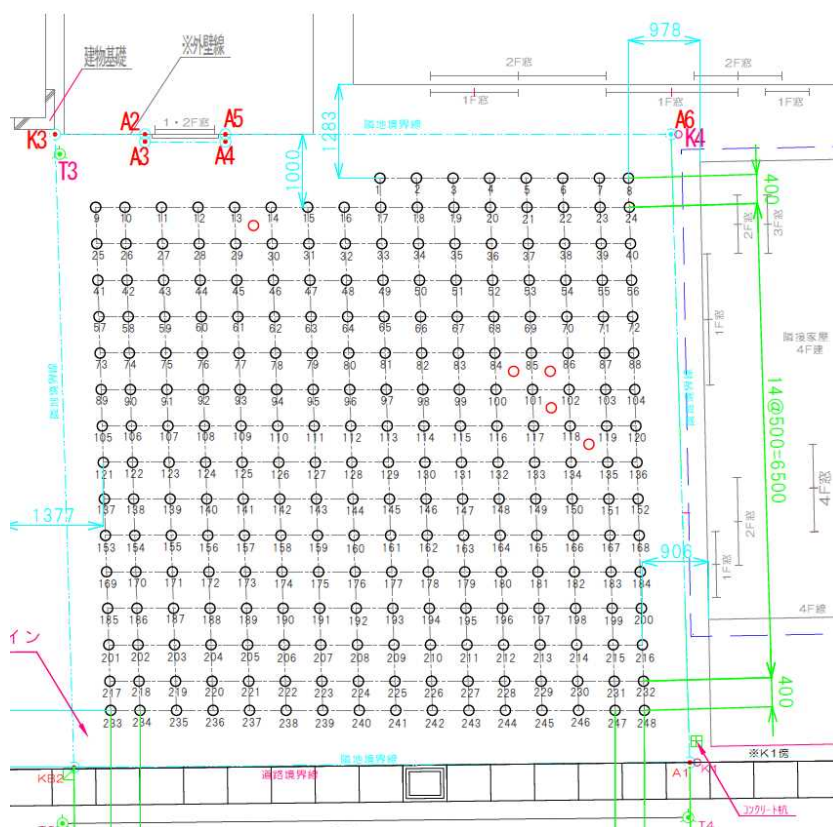 978
建物基礎
※外壁線
2F窓
2F窓
1F窓
1F窓
1F窓
A2
A5
1・2F窓
隣地境界線
A6
K3
A3
A4
K4
T3
1283
1000
400
1 2 3 4 5 6 7 8
9 10 11 12 13 14 15 16 17 18 19 20 21 22 23 24
2F窓
3F窓
25 26 27 28 29 30 31 32 33 34 35 36 37 38 39 40
41 42 43 44 45 46 47 48 49 50 51 52 53 54 55 56
1F窓
57 58 59 60 61 62 63 64 65 66 67 68 69 70 71 72
隣接家屋
4F建
73 74 75 76 77 78 79 80 81 82 83 84 85 86 87 88
隣地境界線
隣地境界線
89 90 91 92 93 94 95 96 97 98 99 100 101 102 103 104
14@500=6500
105 106 107 108 109 110 111 112 113 114 115 116 117 118 119 120
121 122 123 124 125 126 127 128 129 130 131 132 133 134 135 136
4F窓
1377
137 138 139 140 141 142 143 144 145 146 147 148 149 150 151 152
2F窓
153 154 155 156 157 158 159 160 161 162 163 164 165 166 167 168
906
1F窓
169 170 171 172 173 174 175 176 177 178 179 180 181 182 183 184
185 186 187 188 189 190 191 192 193 194 195 196 197 198 199 200
4F線
イン
201 202 203 204 205 206 207 208 209 210 211 212 213 214 215 216
217 218 219 220 221 222 223 224 225 226 227 228 229 230 231 232
400
233 234 235 236 237 238 239 240 241 242 243 244 245 246 247 248
隣地境界線
※K1房
KB2
道路境界線
A1
K1
コンクリート杭
T4